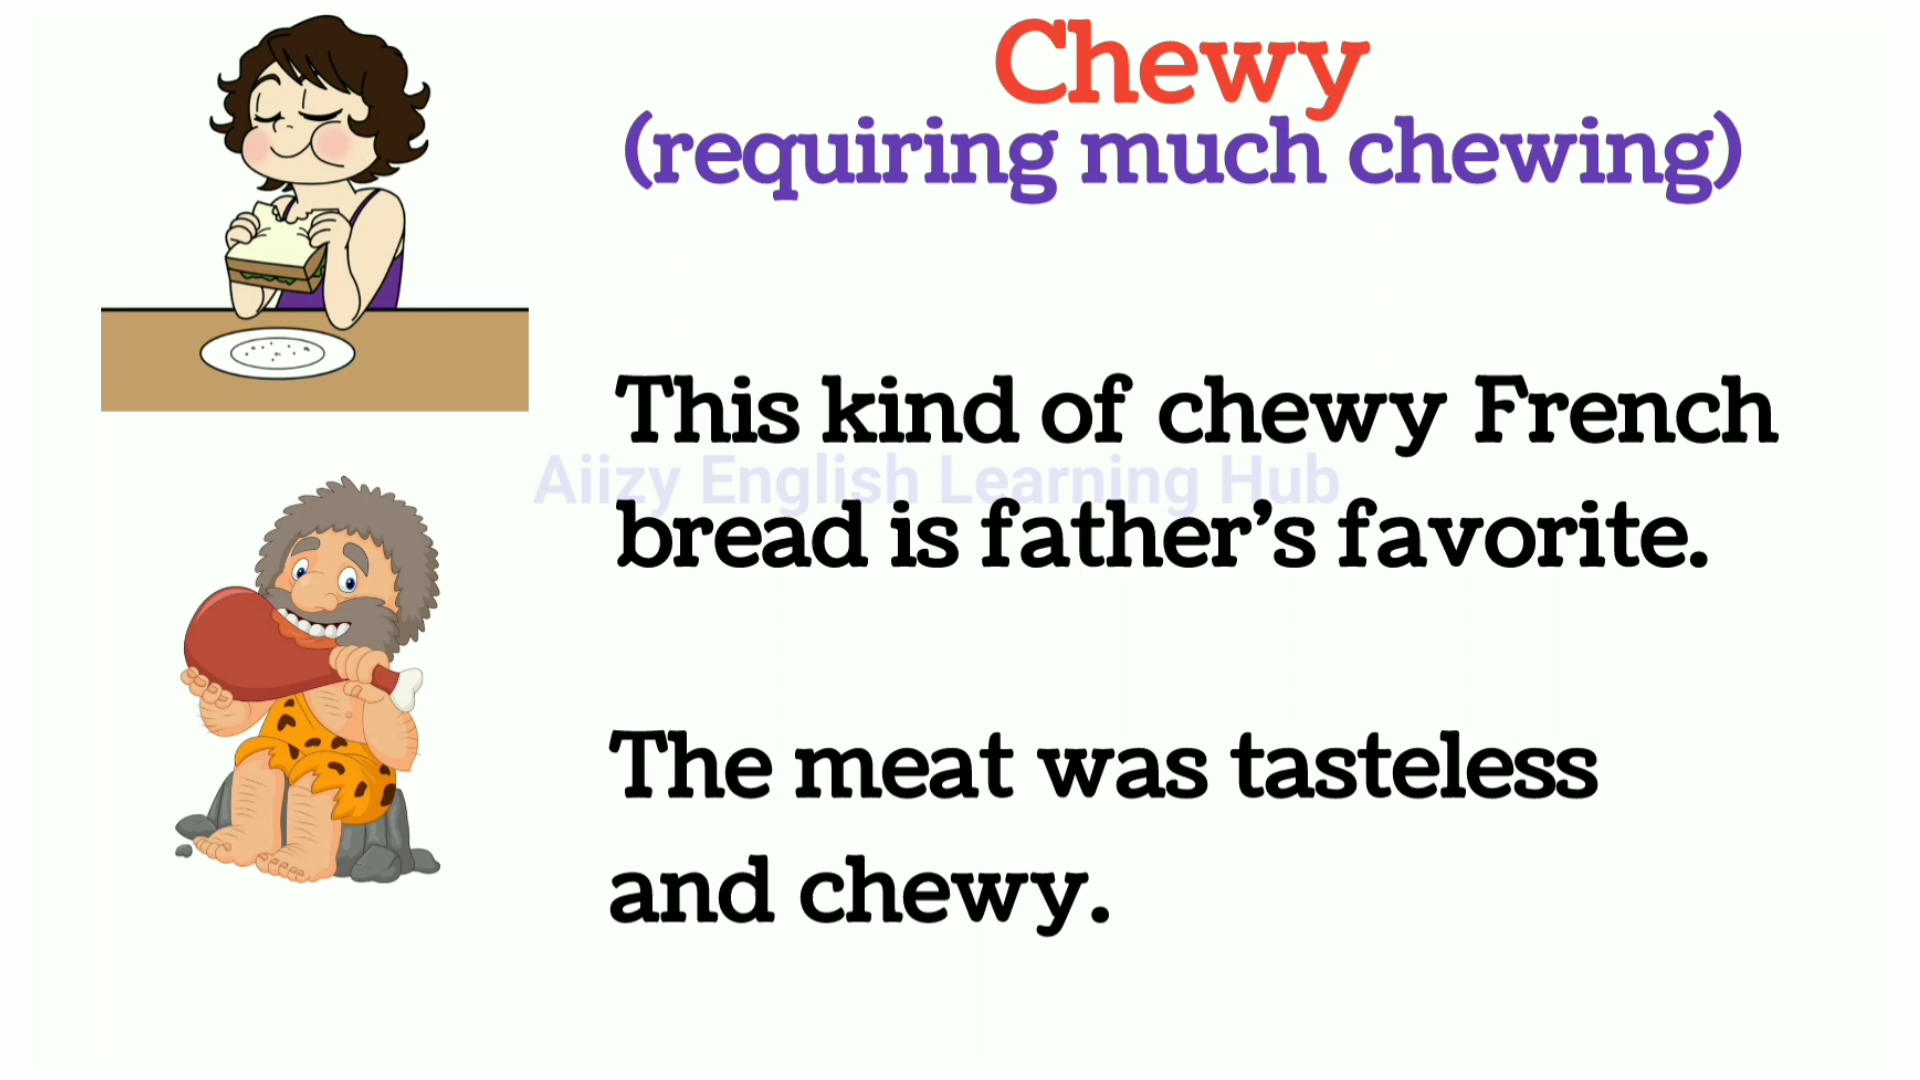 Chewy
(requiring much chewing)
This kind of chewy French
Aiizy English Learning Hub
bread is father’s favorite.
The meat was tasteless
and chewy.